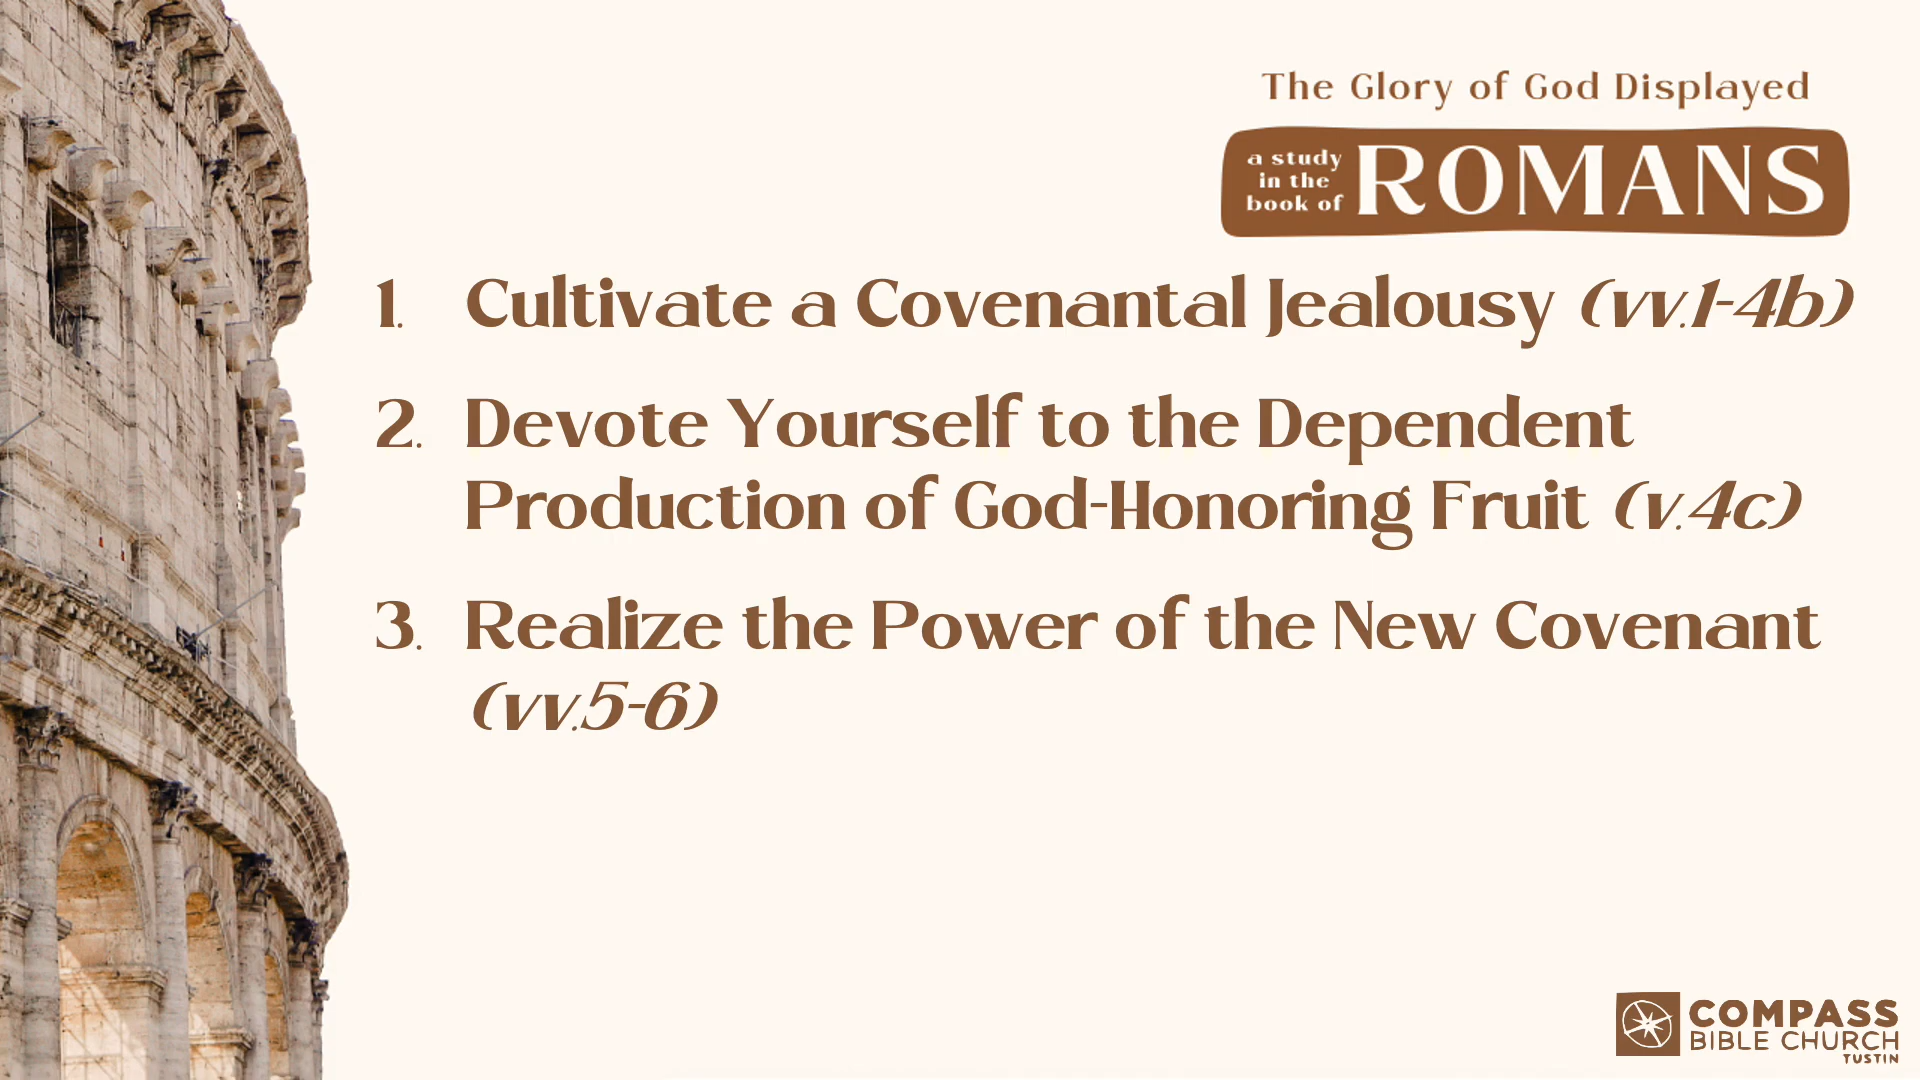 The Glory of God Displayed
a study
in the
book of
ROMANS
1. Cultivate a Covenantal Jealousy (vv.1-4b)
2. Devote Yourself to the Dependent
Production of God-Honoring Fruit (v.4c)
3. Realize the Power of the New Covenant
(vv.5-6)
COMPASS
BIBLE CHURCH
TUSTIN